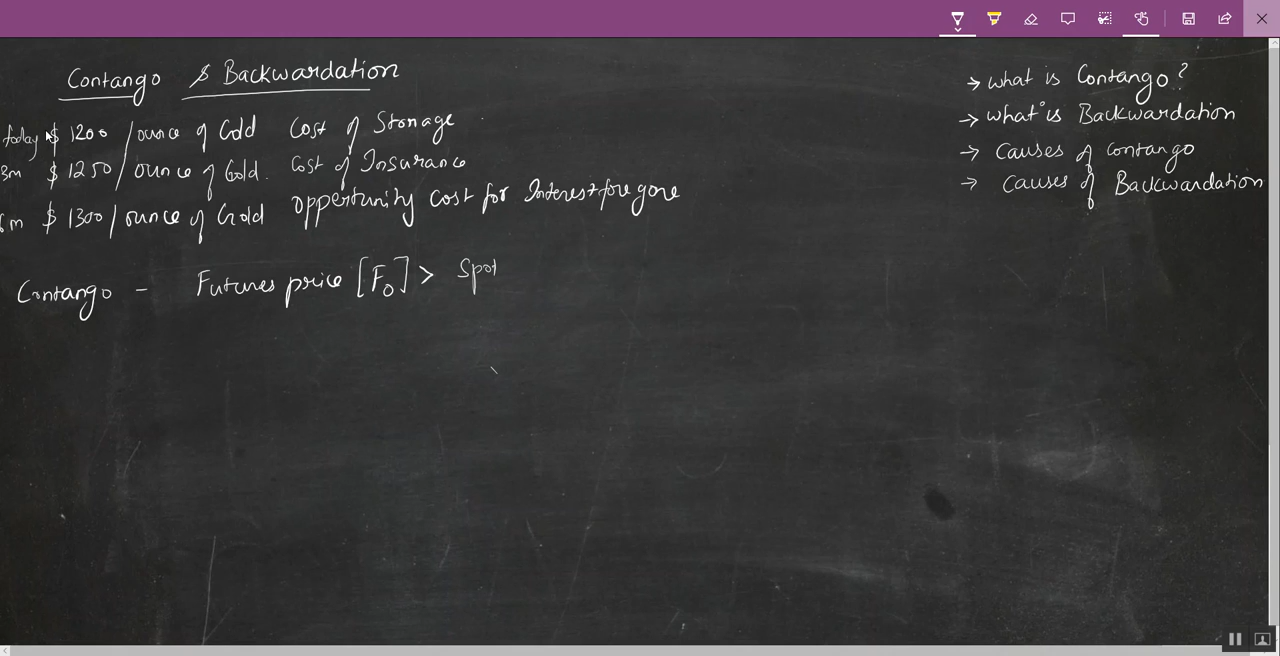 Contango & Backwardation
today $ 1200 / ounce of Gold cost of Storage
3m $ 1250 / ounce of Gold. cost of Insurance
6m $ 1300 / ounce of Gold oppertunity cost for Interest foregone
Contango - Futures price [F0] > Spot
→ what is Contango?
→ what is Backwardation
→ causes of contango
→ causes of Backwardation